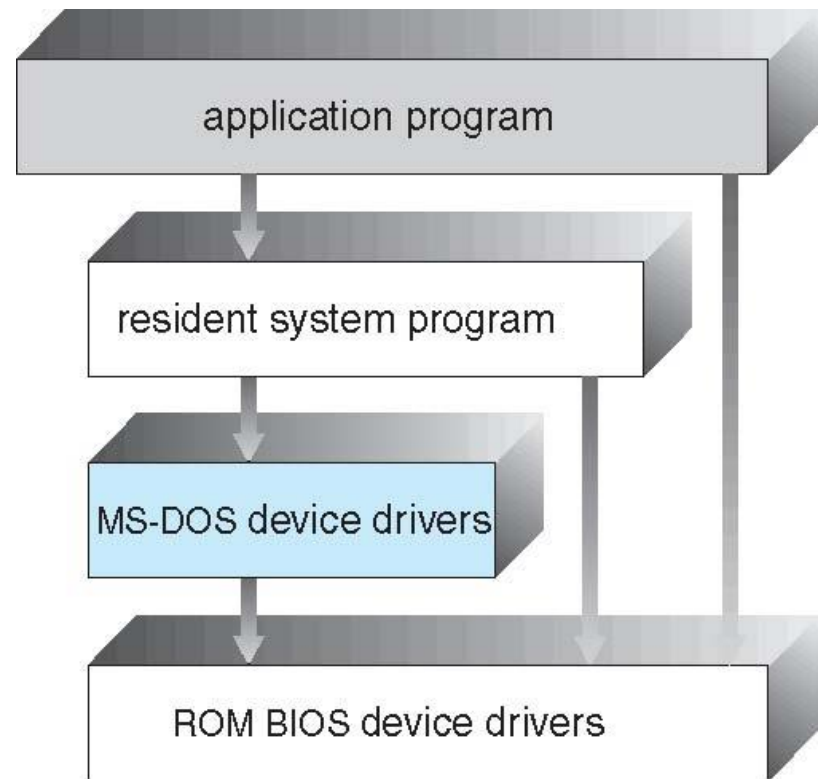 application program
resident system program
MS-DOS device drivers
ROM BIOS device drivers